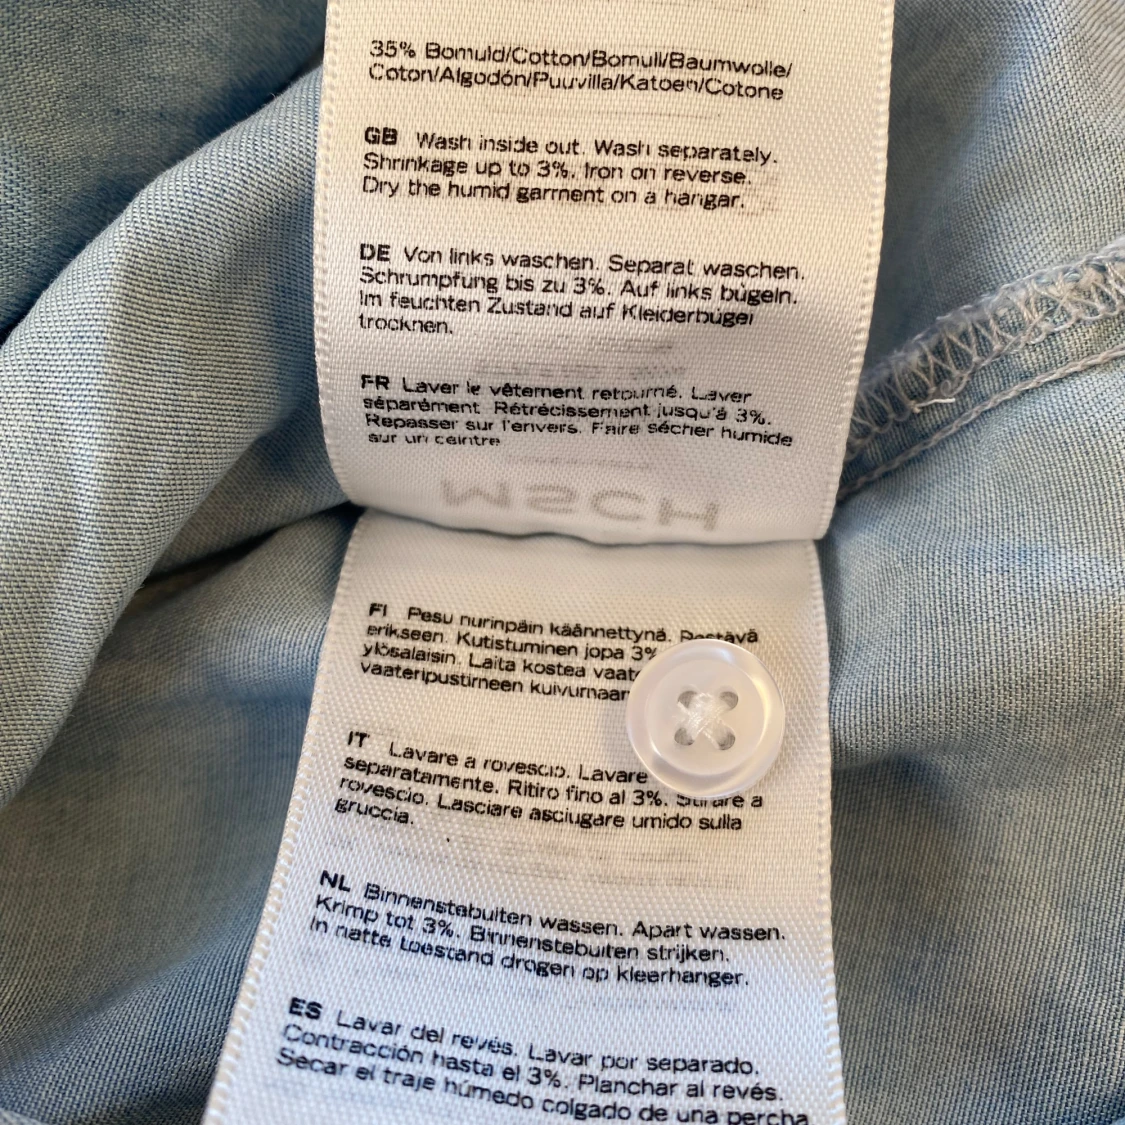 35% Bomuld/Cotton/Bomull/Baumwolle/
Coton/Algodón/Puuvilla/Katoen/Cotone
GB Wash inside out. Wash separately.
Shrinkage up to 3%. Iron on reverse.
Dry the humid garment on a hangar.
DE Von links waschen. Separat waschen.
Schrumpfung bis zu 3%. Auf links bügeln.
Im feuchten Zustand auf Kleiderbügel
trocknen.
FR Laver le vêtement retourné. Laver
séparément. Rétrécissement jusqu'à 3%.
Repasser sur l'envers. Faire sécher humide
sur un ceintre
MSCH
FI Pesu nurinpäin käännettynä.
erikseen. Kutistuminen jopa 3%
ylösalaisin. Laita kostea
vaateripustimeen
IT Lavare a rovescio. Lavare
separatamente. Ritiro fino al 3%. Stirare a
rovescio. Lasciare asciugare umido sulla
gruccia.
NL Binnenstebuiten wassen. Apart wassen.
Krimp tot 3%. Binnenstebuiten strijken.
In natte toestand drogen op kleerhanger.
ES Lavar del revés. Lavar por separado.
Contracción hasta el 3%. Planchar al revés.
Secar el traje húmedo colgado de una percha